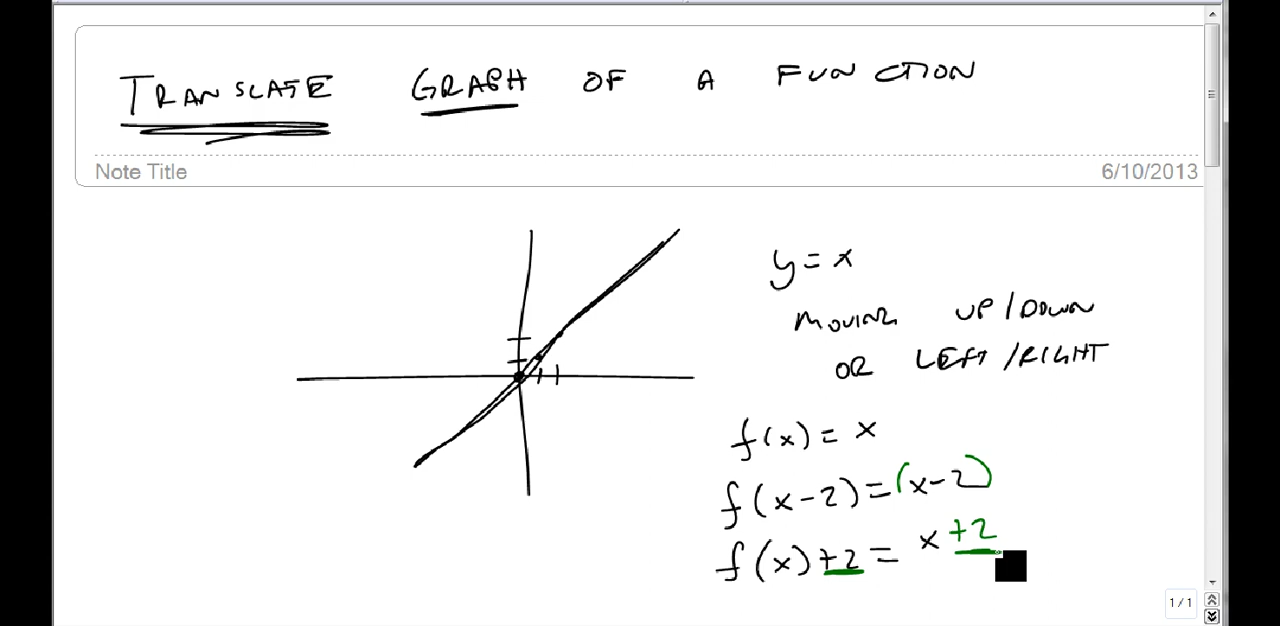 TRANSLATE GRAPH OF A FUNCTION
Note Title
6/10/2013
y = x
MOVING UP/DOWN
OR LEFT/RIGHT
f(x) = x
f(x-2) = (x-2)
f(x)+2 = x +2
1/1